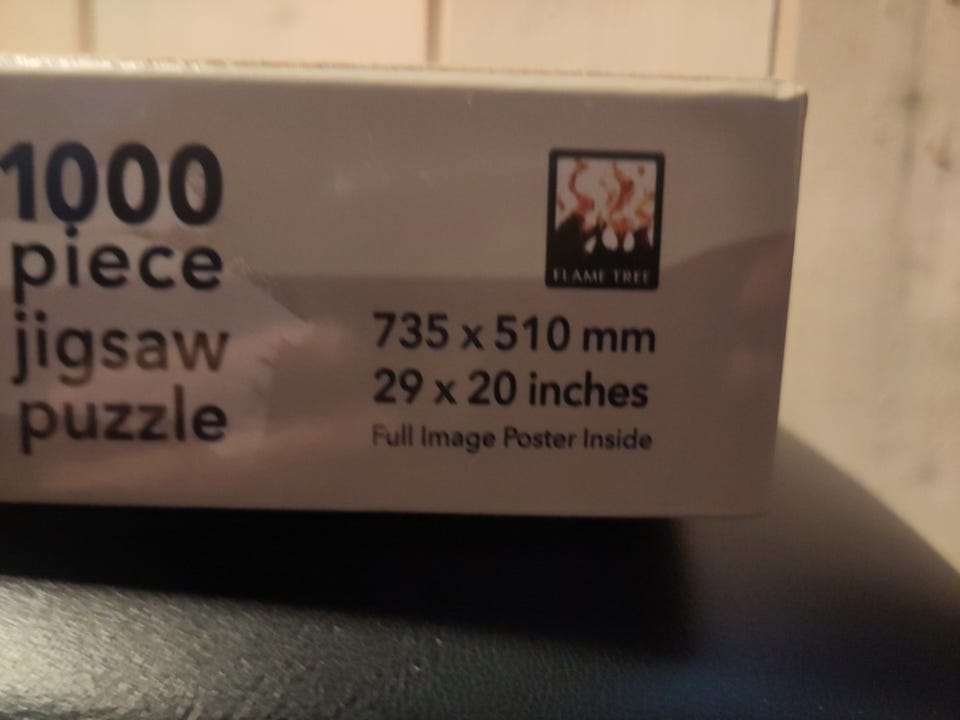 1000
piece
jigsaw
puzzle
FLAME TREE
735 x 510 mm
29 x 20 inches
Full Image Poster Inside